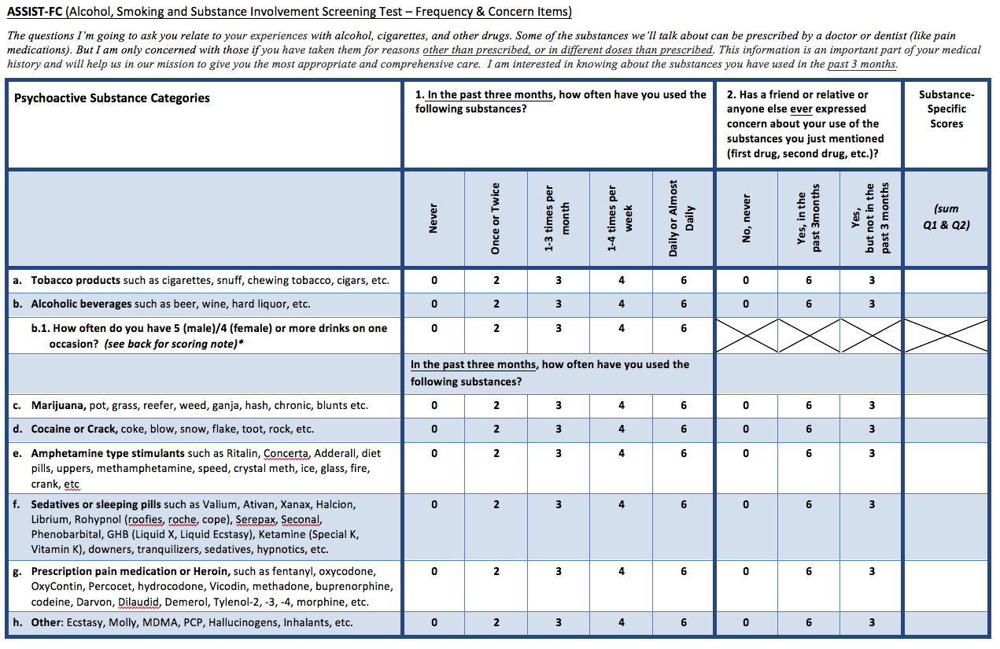 ASSIST-FC (Alcohol, Smoking and Substance Involvement Screening Test – Frequency & Concern Items)
The questions I'm going to ask you relate to your experiences with alcohol, cigarettes, and other drugs. Some of the substances we'll talk about can be prescribed by a doctor or dentist (like pain
medications). But I am only concerned with those if you have taken them for reasons other than prescribed, or in different doses than prescribed. This information is an important part of your medical
history and will help us in our mission to give you the most appropriate and comprehensive care.  I am interested in knowing about the substances you have used in the past 3 months.
Psychoactive Substance Categories
1. In the past three months, how often have you used the
following substances?
2. Has a friend or relative or
anyone else ever expressed
concern about your use of the
substances you just mentioned
(first drug, second drug, etc.)?
Substance-
Specific
Scores
Never
Once or Twice
1-3 times per
month
1-4 times per
week
Daily or Almost
Daily
No, never
Yes, in the
past 3months
Yes,
but not in the
past 3 months
(sum
Q1 & Q2)
a. Tobacco products such as cigarettes, snuff, chewing tobacco, cigars, etc. 0 2 3 4 6 0 6 3
b. Alcoholic beverages such as beer, wine, hard liquor, etc. 0 2 3 4 6 0 6 3
b.1. How often do you have 5 (male)/4 (female) or more drinks on one 0 2 3 4 6
occasion? (see back for scoring note)*
In the past three months, how often have you used the
following substances?
c. Marijuana, pot, grass, reefer, weed, ganja, hash, chronic, blunts etc. 0 2 3 4 6 0 6 3
d. Cocaine or Crack, coke, blow, snow, flake, toot, rock, etc. 0 2 3 4 6 0 6 3
e. Amphetamine type stimulants such as Ritalin, Concerta, Adderall, diet 0 2 3 4 6 0 6 3
pills, uppers, methamphetamine, speed, crystal meth, ice, glass, fire,
crank, etc
f. Sedatives or sleeping pills such as Valium, Ativan, Xanax, Halcion, 0 2 3 4 6 0 6 3
Librium, Rohypnol (roofies, roche, cope), Serepax, Seconal,
Phenobarbital, GHB (Liquid X, Liquid Ecstasy), Ketamine (Special K,
Vitamin K), downers, tranquilizers, sedatives, hypnotics, etc.
g. Prescription pain medication or Heroin, such as fentanyl, oxycodone, 0 2 3 4 6 0 6 3
OxyContin, Percocet, hydrocodone, Vicodin, methadone, buprenorphine,
codeine, Darvon, Dilaudid, Demerol, Tylenol-2, -3, -4, morphine, etc.
h. Other: Ecstasy, Molly, MDMA, PCP, Hallucinogens, Inhalants, etc. 0 2 3 4 6 0 6 3